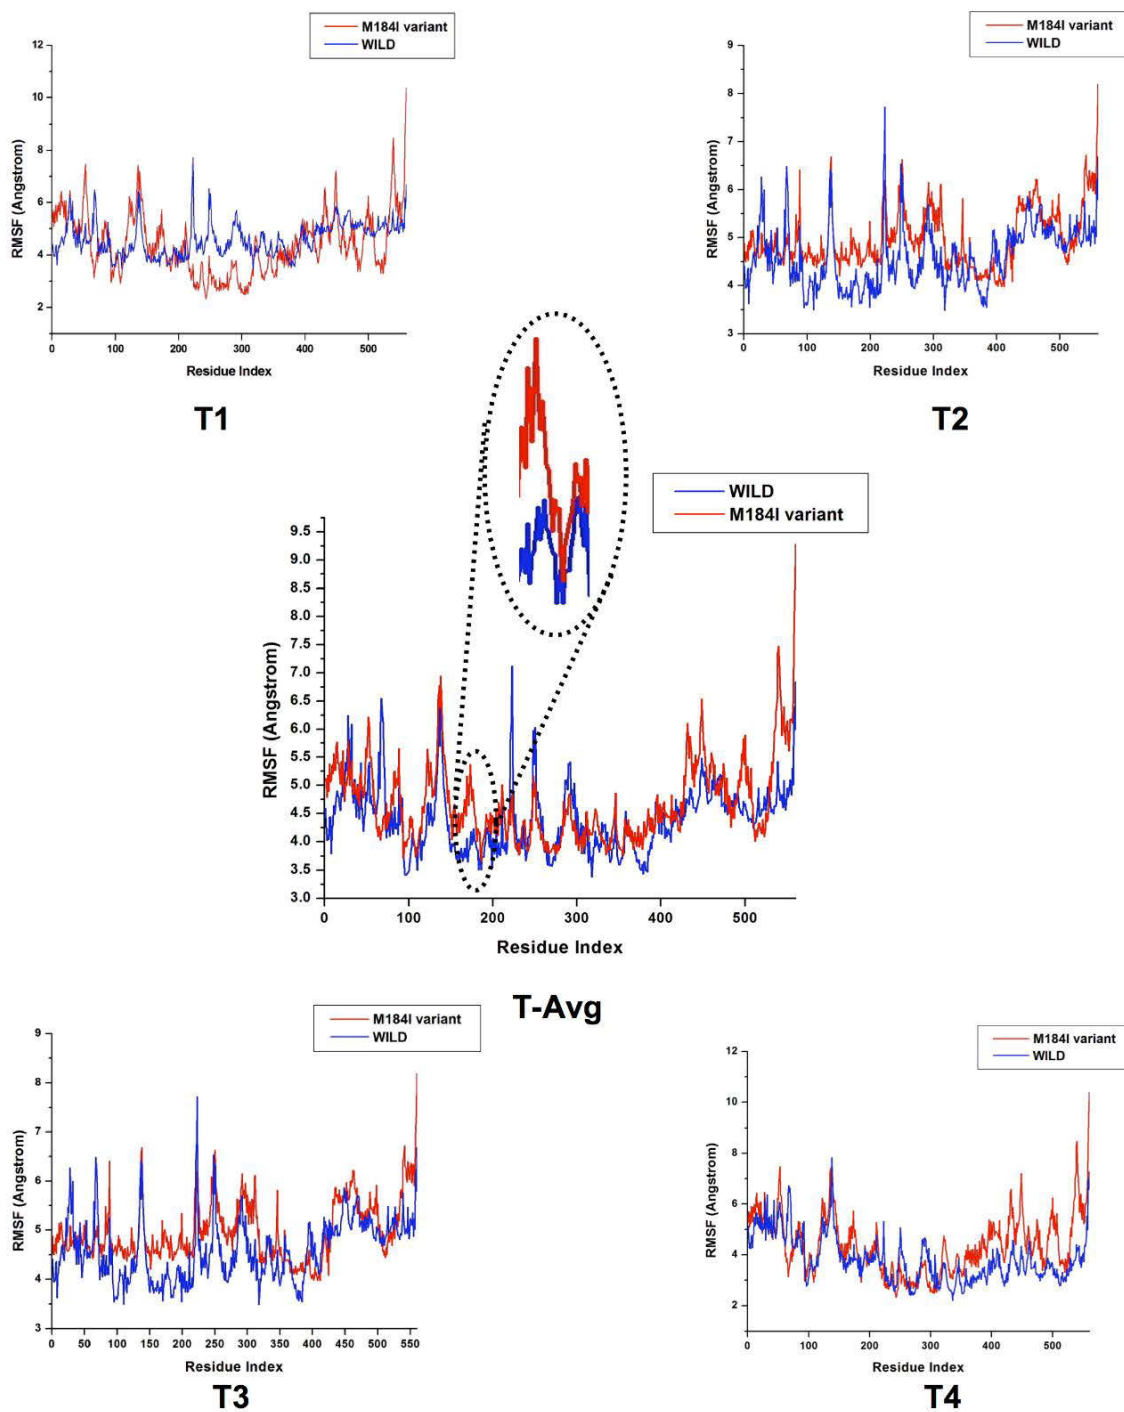 M184I variant
WILD
12
10
8
6
4
2
RMSF (Angstrom)
0 100 200 300 400 500
Residue Index
T1
M184I variant
WILD
9
8
7
6
5
4
3
RMSF (Angstrom)
0 100 200 300 400 500
Residue Index
T2
WILD
M184I variant
9.5
9.0
8.5
8.0
7.5
7.0
6.5
6.0
5.5
5.0
4.5
4.0
3.5
3.0
RMSF (Angstrom)
0 100 200 300 400 500
Residue Index
T-Avg
M184I variant
WILD
9
8
7
6
5
4
3
RMSF (Angstrom)
0 50 100 150 200 250 300 350 400 450 500 550
Residue Index
T3
M184I variant
WILD
12
10
8
6
4
2
RMSF (Angstrom)
0 100 200 300 400 500
Residue Index
T4